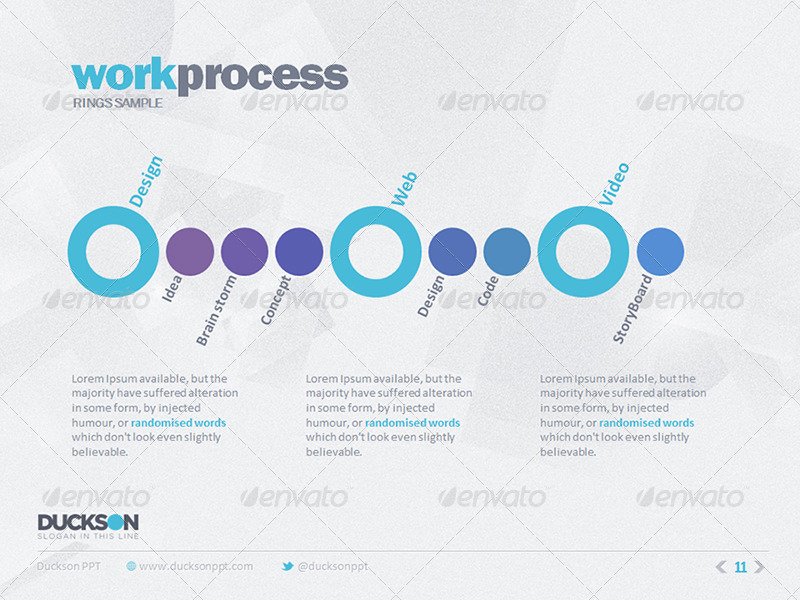 workprocess
RINGS SAMPLE
envato envato envato envato
Design
Web
Video
Idea
Brain storm
Concept
Design
Code
StoryBoard
envato envato envato envato
Lorem Ipsum available, but the
majority have suffered alteration
in some form, by injected
humour, or randomised words
which don't look even slightly
believable.
Lorem Ipsum available, but the
majority have suffered alteration
in some form, by injected
humour, or randomised words
which don't look even slightly
believable.
Lorem Ipsum available, but the
majority have suffered alteration
in some form, by injected
humour, or randomised words
which don't look even slightly
believable.
envato envato envato envato
DUCKSON
SLOGAN IN THIS LINE
Duckson PPT www.ducksonppt.com @ducksonppt 11